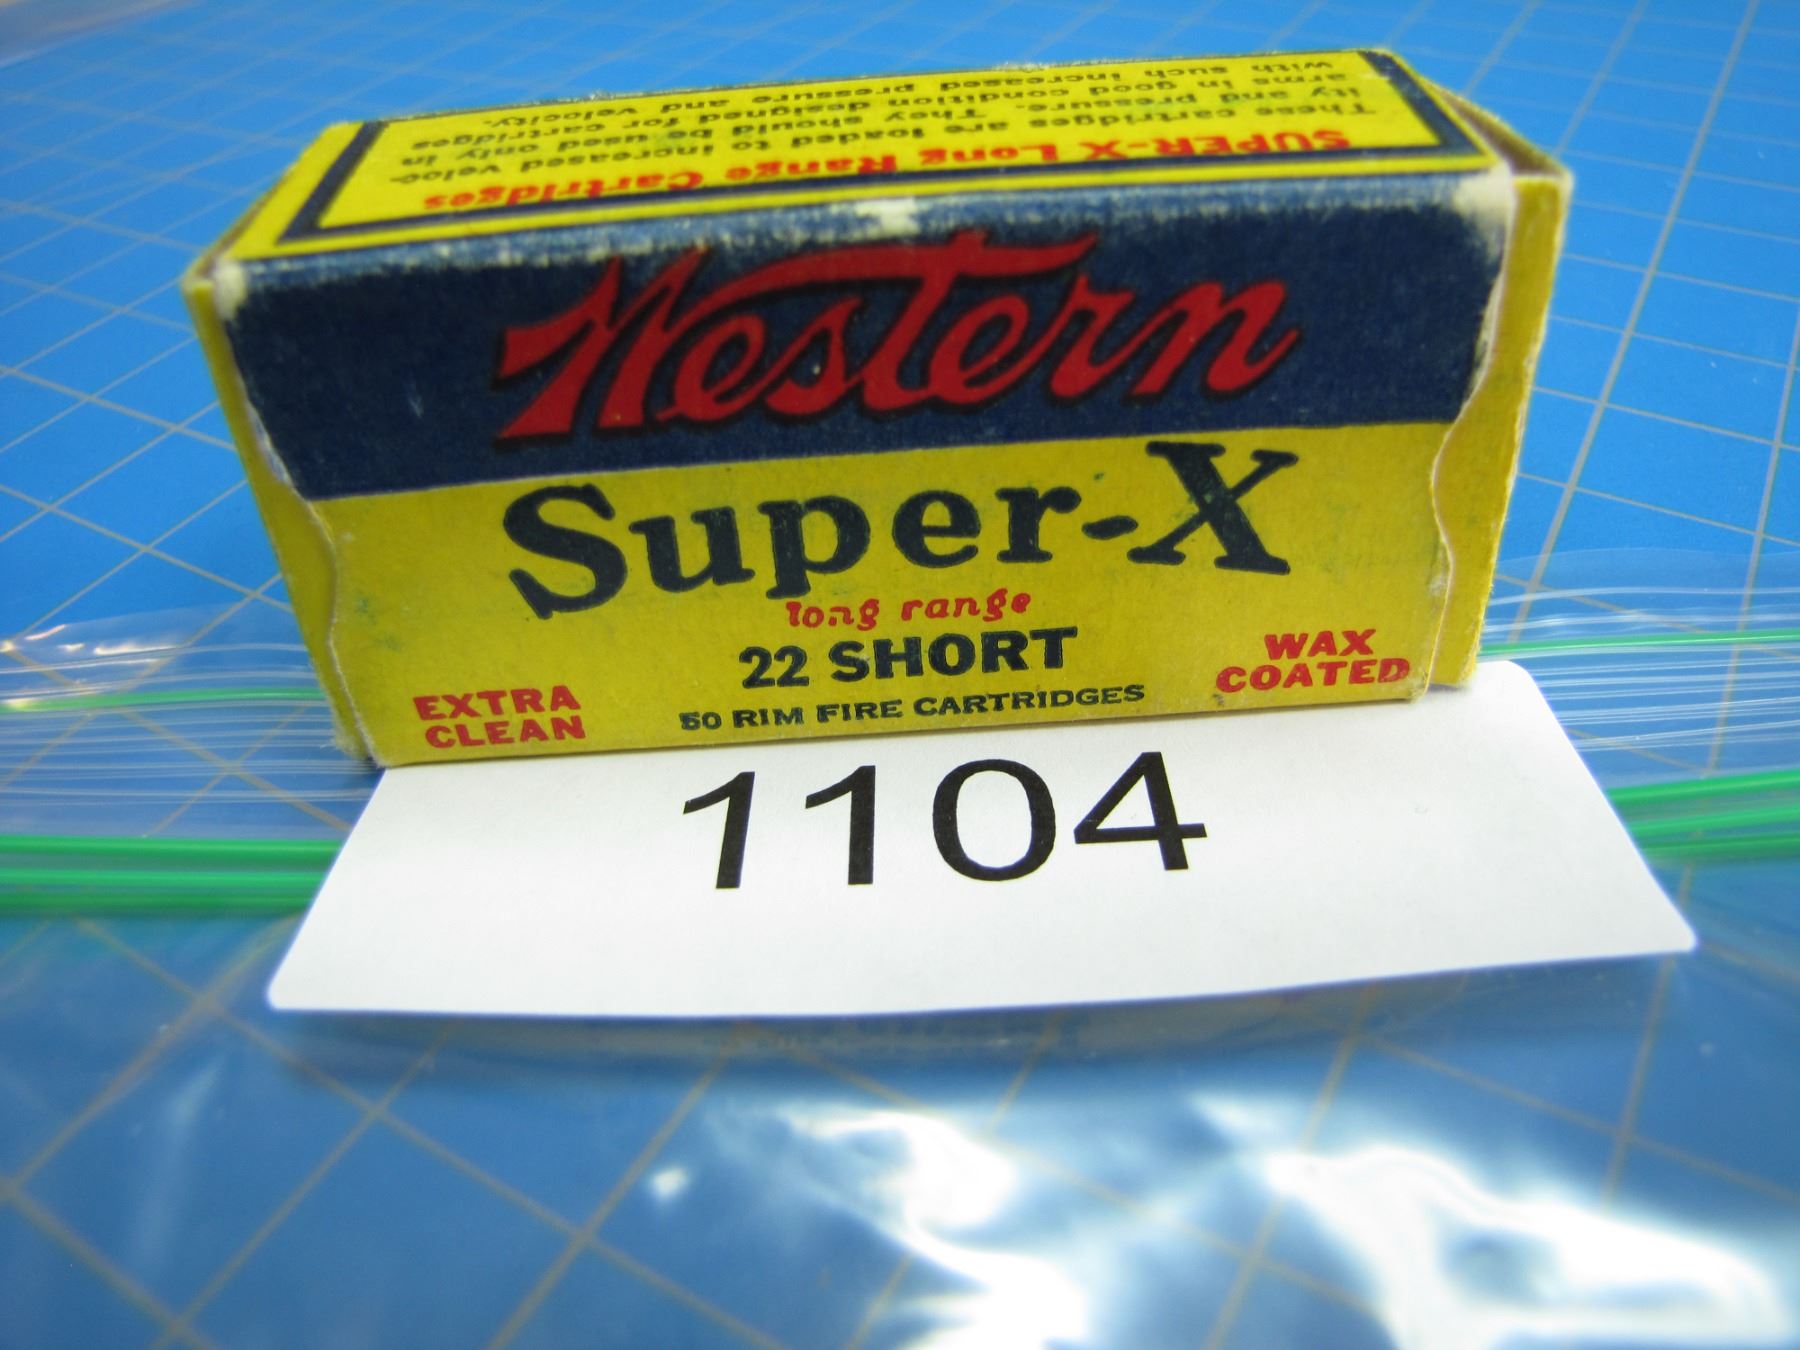 SUPER-X Long Range Cartridges
These cartridges are loaded to increased veloc-
ity and pressure. They should be used only in
arms in good condition designed for cartridges
with such increased pressure and velocity.
Western
Super-X
long range
22 SHORT
50 RIM FIRE CARTRIDGES
EXTRA
CLEAN
WAX
COATED
1104